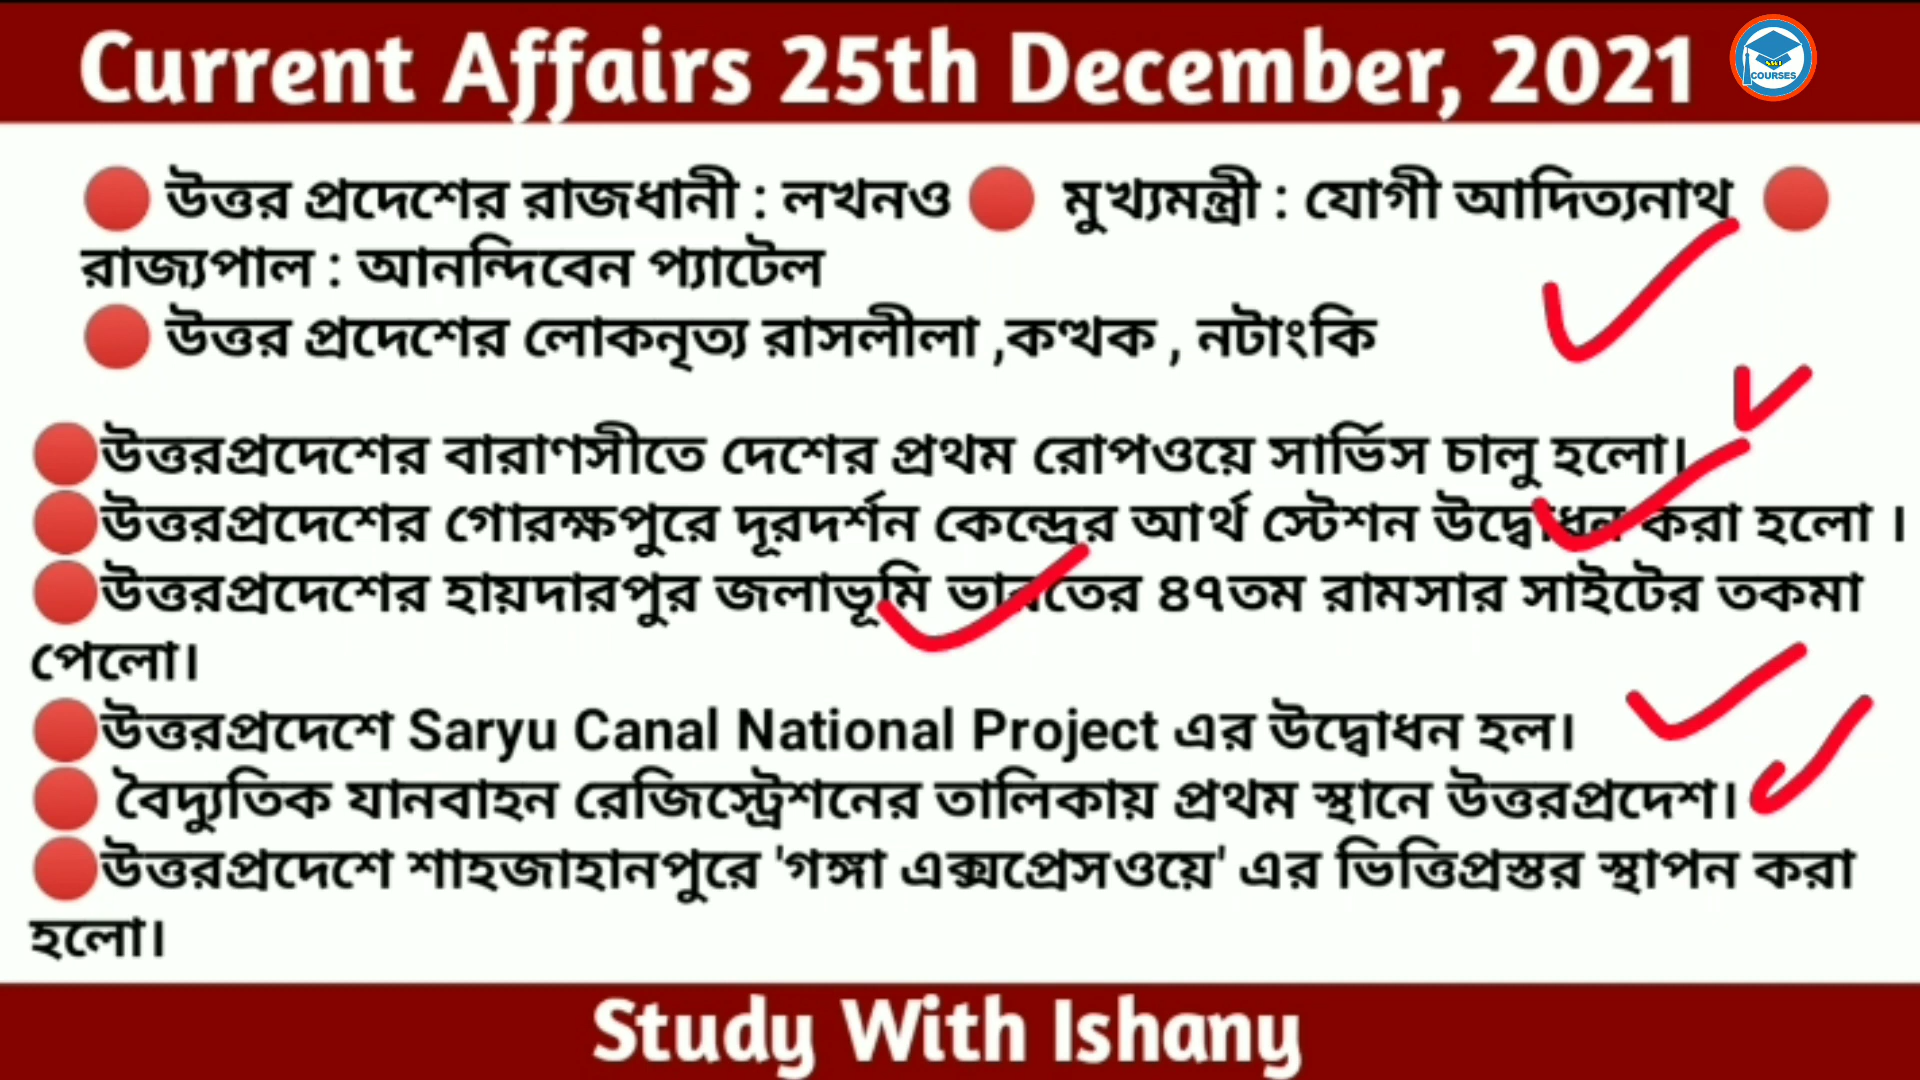 Current Affairs 25th December, 2021
COURSES
🔴 উত্তর প্রদেশের রাজধানী : লখনও 🔴 মুখ্যমন্ত্রী : যোগী আদিত্যনাথ 🔴
রাজ্যপাল : আনন্দিবেন প্যাটেল
🔴 উত্তর প্রদেশের লোকনৃত্য রাসলীলা ,কত্থক , নটাংকি
🔴উত্তরপ্রদেশের বারাণসীতে দেশের প্রথম রোপওয়ে সার্ভিস চালু হলো।
🔴উত্তরপ্রদেশের গোরক্ষপুরে দূরদর্শন কেন্দ্রের আর্থ স্টেশন উদ্বোধন করা হলো ।
🔴উত্তরপ্রদেশের হায়দারপুর জলাভূমি ভারতের ৪৭তম রামসার সাইটের তকমা
পেলো।
🔴উত্তরপ্রদেশে Saryu Canal National Project এর উদ্বোধন হল।
🔴 বৈদ্যুতিক যানবাহন রেজিস্ট্রেশনের তালিকায় প্রথম স্থানে উত্তরপ্রদেশ।
🔴উত্তরপ্রদেশে শাহজাহানপুরে 'গঙ্গা এক্সপ্রেসওয়ে' এর ভিত্তিপ্রস্তর স্থাপন করা
হলো।
Study With Ishany